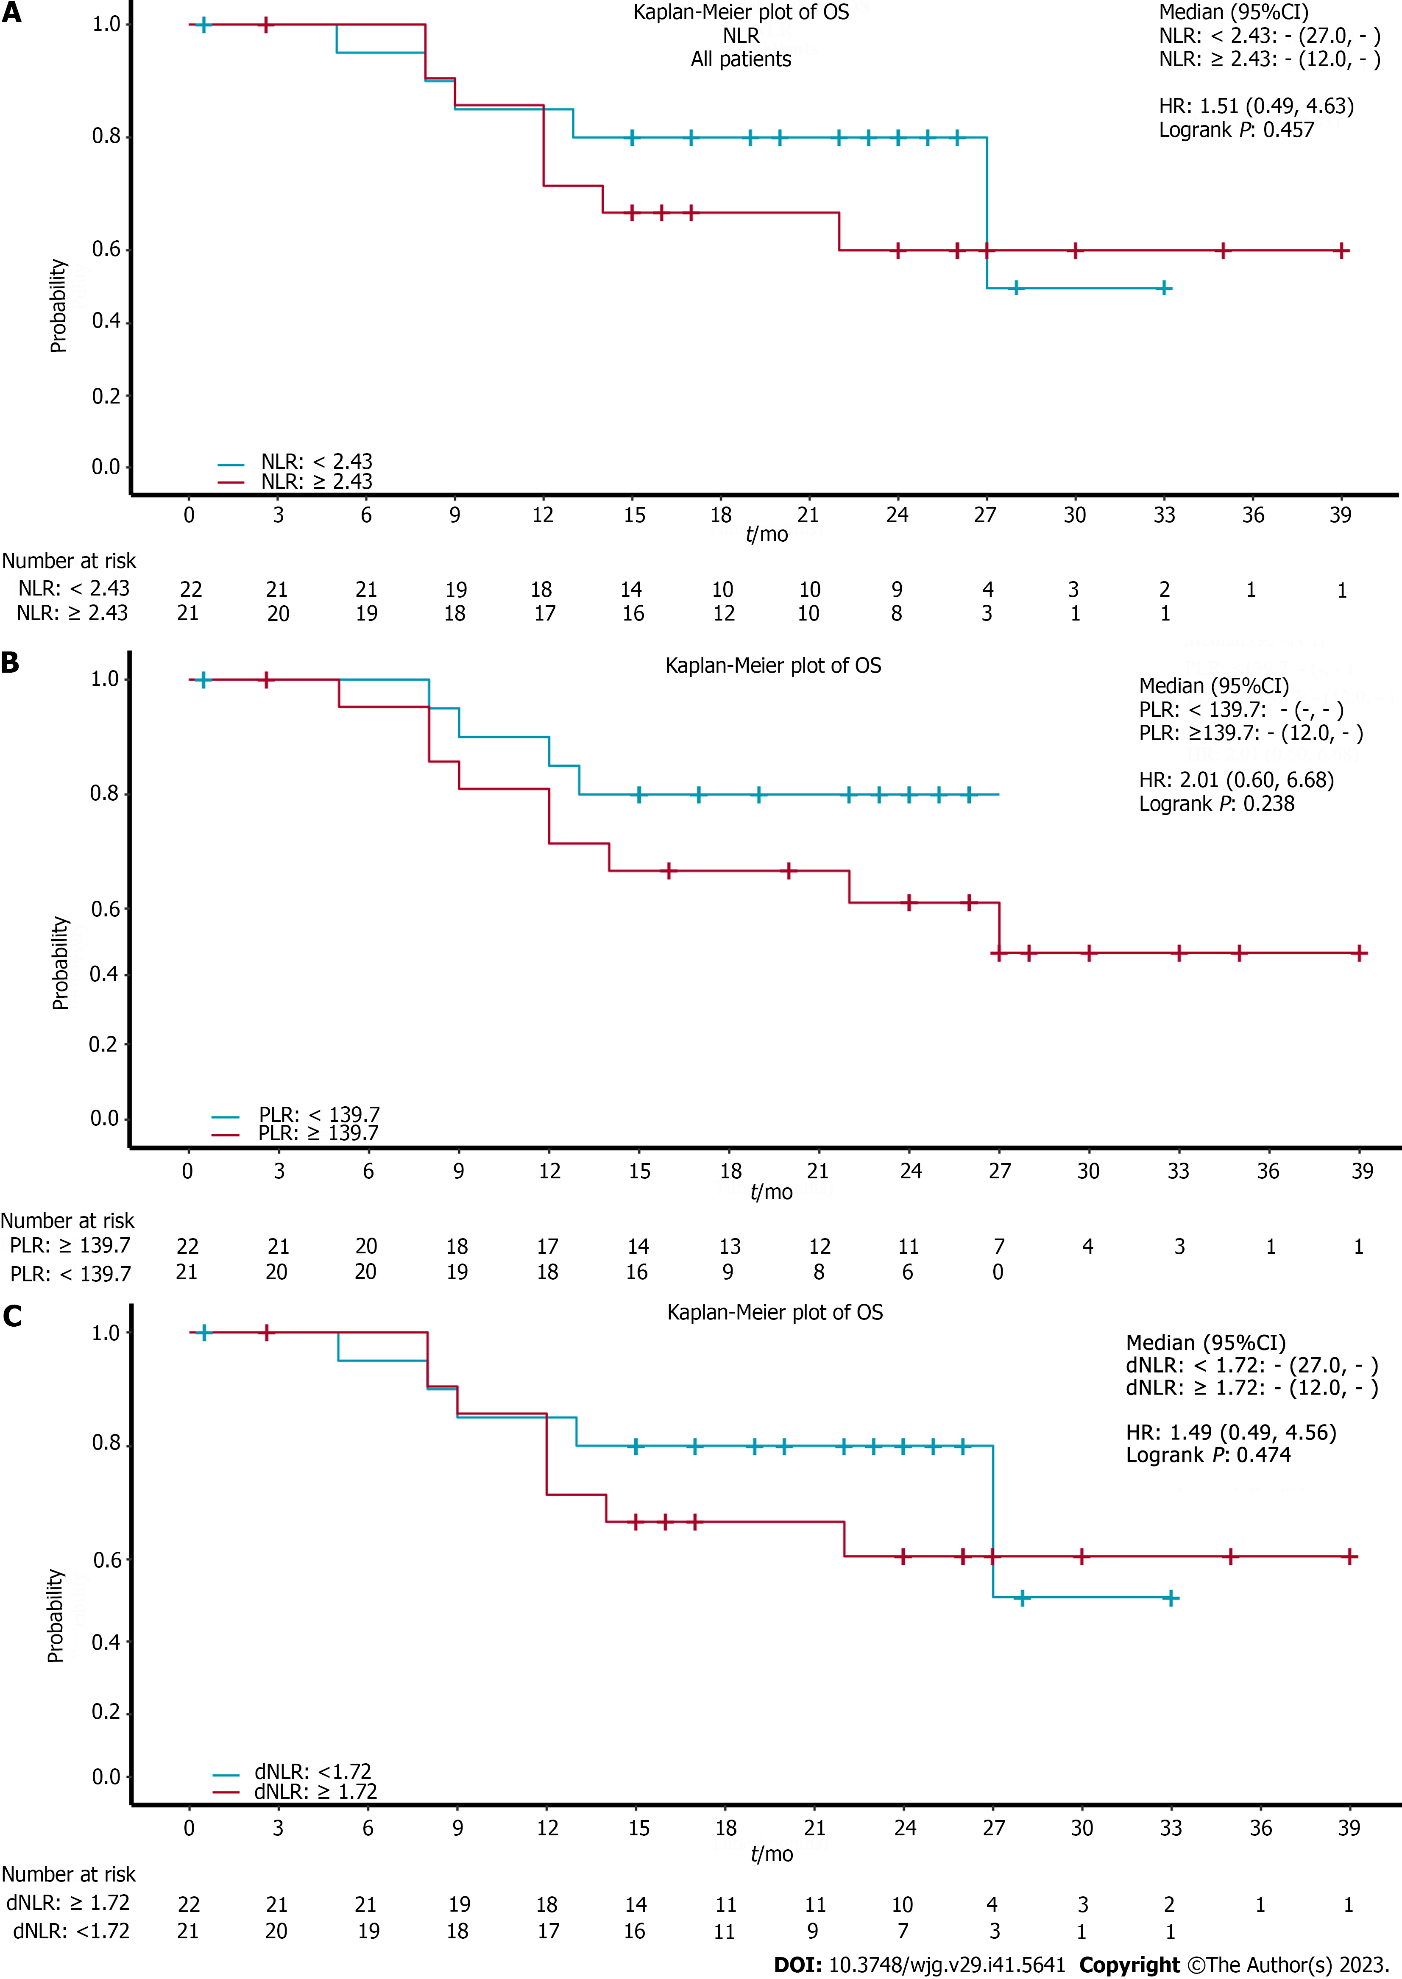 A
Kaplan-Meier plot of OS
NLR
All patients
Median (95%CI)
NLR: < 2.43: - (27.0, - )
NLR: ≥ 2.43: - (12.0, - )
HR: 1.51 (0.49, 4.63)
Logrank P: 0.457
1.0
0.8
0.6
0.4
0.2
0.0
Probability
NLR: < 2.43
NLR: ≥ 2.43
0 3 6 9 12 15 18 21 24 27 30 33 36 39
t/mo
Number at risk
NLR: < 2.43 22 21 21 19 18 14 10 10 9 4 3 2 1 1
NLR: ≥ 2.43 21 20 19 18 17 16 12 10 8 3 1 1
B
Kaplan-Meier plot of OS
Median (95%CI)
PLR: < 139.7: - (-, - )
PLR: ≥139.7: - (12.0, - )
HR: 2.01 (0.60, 6.68)
Logrank P: 0.238
1.0
0.8
0.6
0.4
0.2
0.0
Probability
PLR: < 139.7
PLR: ≥ 139.7
0 3 6 9 12 15 18 21 24 27 30 33 36 39
t/mo
Number at risk
PLR: ≥ 139.7 22 21 20 18 17 14 13 12 11 7 4 3 1 1
PLR: < 139.7 21 20 20 19 18 16 9 8 6 0
C
Kaplan-Meier plot of OS
Median (95%CI)
dNLR: < 1.72: - (27.0, - )
dNLR: ≥ 1.72: - (12.0, - )
HR: 1.49 (0.49, 4.56)
Logrank P: 0.474
1.0
0.8
0.6
0.4
0.2
0.0
Probability
dNLR: <1.72
dNLR: ≥ 1.72
0 3 6 9 12 15 18 21 24 27 30 33 36 39
t/mo
Number at risk
dNLR: ≥ 1.72 22 21 21 19 18 14 11 11 10 4 3 2 1 1
dNLR: <1.72 21 20 19 18 17 16 11 9 7 3 1 1
DOI: 10.3748/wjg.v29.i41.5641 Copyright ©The Author(s) 2023.